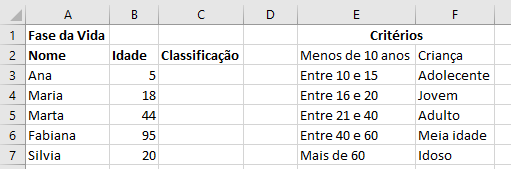 A B C D E F
1 Fase da Vida Critérios
2 Nome Idade Classificação Menos de 10 anos Criança
3 Ana 5 Entre 10 e 15 Adolecente
4 Maria 18 Entre 16 e 20 Jovem
5 Marta 44 Entre 21 e 40 Adulto
6 Fabiana 95 Entre 40 e 60 Meia idade
7 Silvia 20 Mais de 60 Idoso